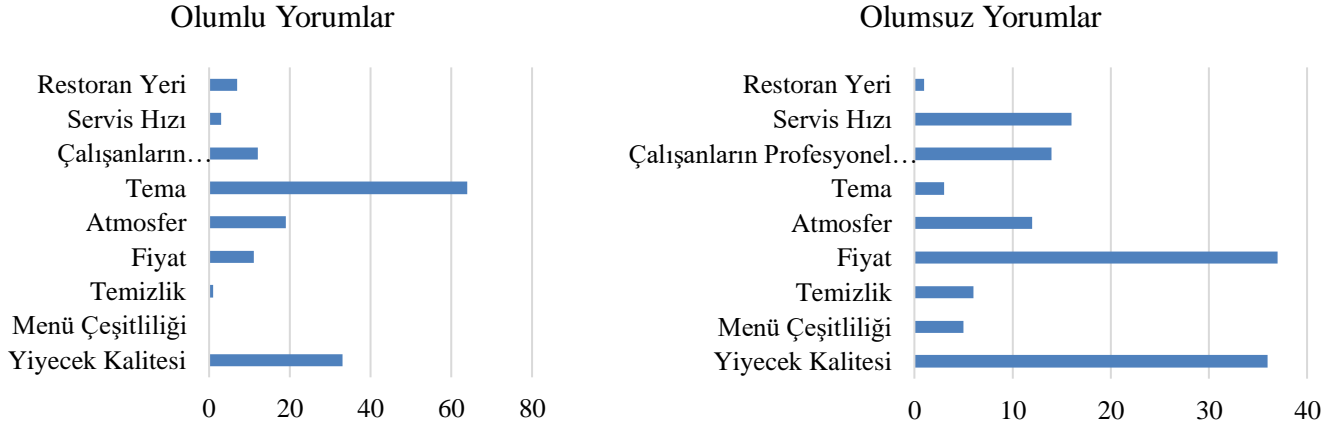 Olumlu Yorumlar
Restoran Yeri
Servis Hızı
Çalışanların…
Tema
Atmosfer
Fiyat
Temizlik
Menü Çeşitliliği
Yiyecek Kalitesi
0 20 40 60 80
Olumsuz Yorumlar
Restoran Yeri
Servis Hızı
Çalışanların Profesyonel…
Tema
Atmosfer
Fiyat
Temizlik
Menü Çeşitliliği
Yiyecek Kalitesi
0 10 20 30 40